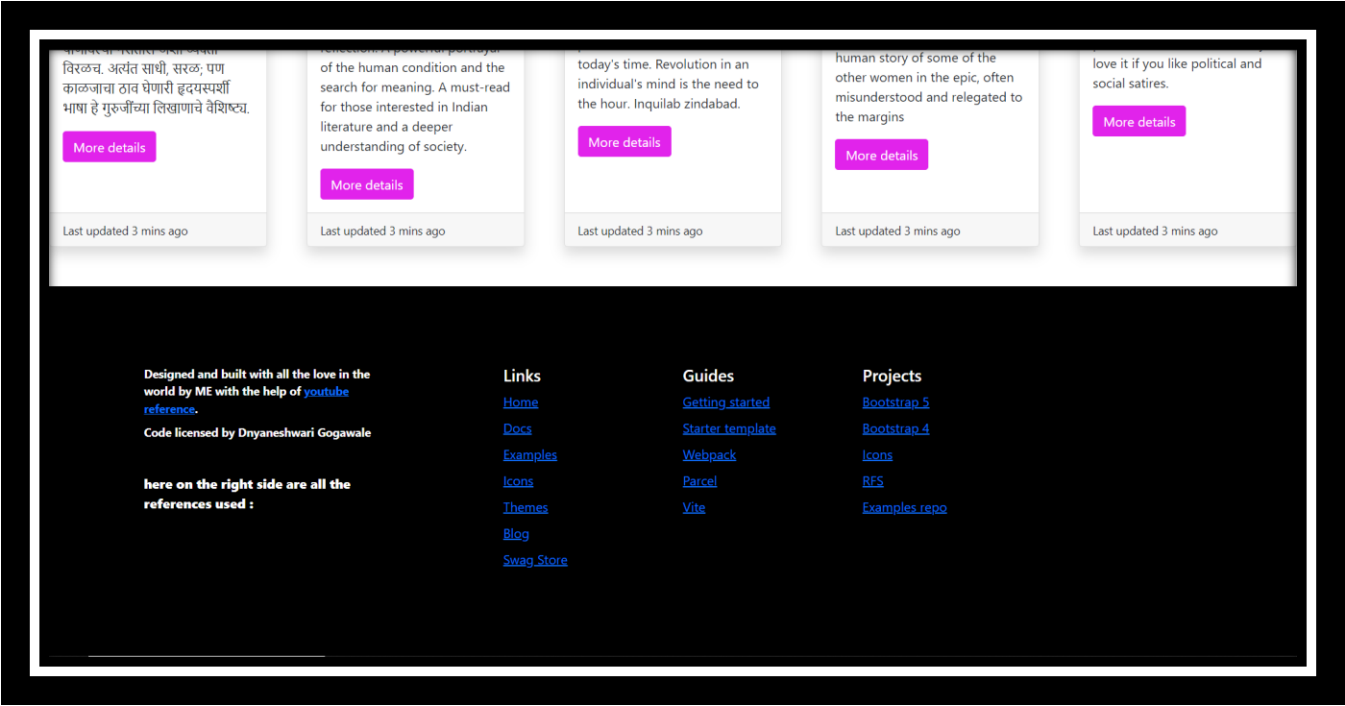 विरळच. अत्यंत साधी, सरळ; पण
काळजाचा ठाव घेणारी हृदयस्पर्शी
भाषा हे गुरुजींच्या लिखाणाचे वैशिष्ट्य.
More details
Last updated 3 mins ago
reflection. A powerful portrayal
of the human condition and the
search for meaning. A must-read
for those interested in Indian
literature and a deeper
understanding of society.
More details
Last updated 3 mins ago
today's time. Revolution in an
individual's mind is the need to
the hour. Inquilab zindabad.
More details
Last updated 3 mins ago
human story of some of the
other women in the epic, often
misunderstood and relegated to
the margins
More details
Last updated 3 mins ago
love it if you like political and
social satires.
More details
Last updated 3 mins ago
Designed and built with all the love in the
world by ME with the help of youtube
reference.
Code licensed by Dnyaneshwari Gogawale
here on the right side are all the
references used :
Links
Home
Docs
Examples
Icons
Themes
Blog
Swag Store
Guides
Getting started
Starter template
Webpack
Parcel
Vite
Projects
Bootstrap 5
Bootstrap 4
Icons
RFS
Examples repo